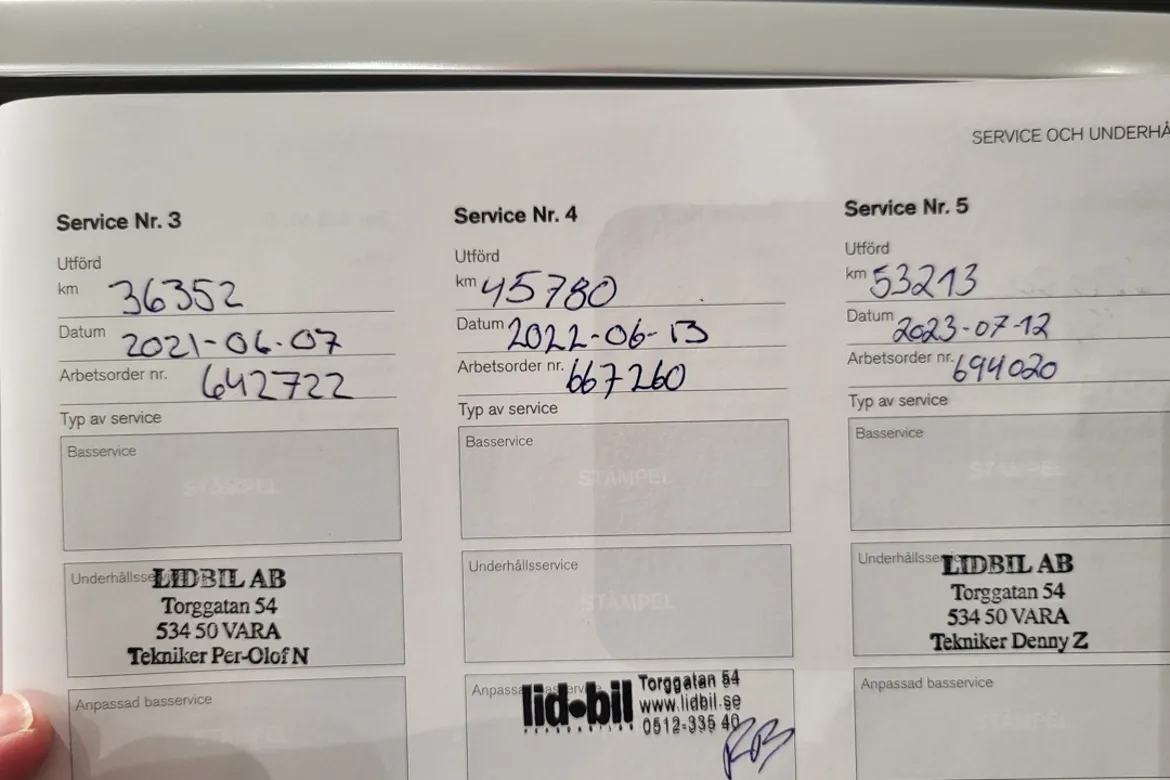 SERVICE OCH UNDERHÅ
Service Nr. 3
Utförd
km 36352
Datum 2021-06-07
Arbetsorder nr. 642722
Typ av service
Basservice
STÄMPEL
Underhållsse
LIDBIL AB
Torggatan 54
534 50 VARA
Tekniker Per-Olof N
Anpassad basservice
Service Nr. 4
Utförd
km 45780
Datum 2022-06-13
Arbetsorder nr. 667260
Typ av service
Basservice
STÄMPEL
Underhållsservice
STÄMPEL
Anpassad basservice
lid•bil
Torggatan 54
www.lidbil.se
0512-335 40
Service Nr. 5
Utförd
km 53213
Datum 2023-07-12
Arbetsorder nr. 694020
Typ av service
Basservice
STÄMPEL
Underhållsse
LIDBIL AB
Torggatan 54
534 50 VARA
Tekniker Denny Z
Anpassad basservice
STÄMPEL